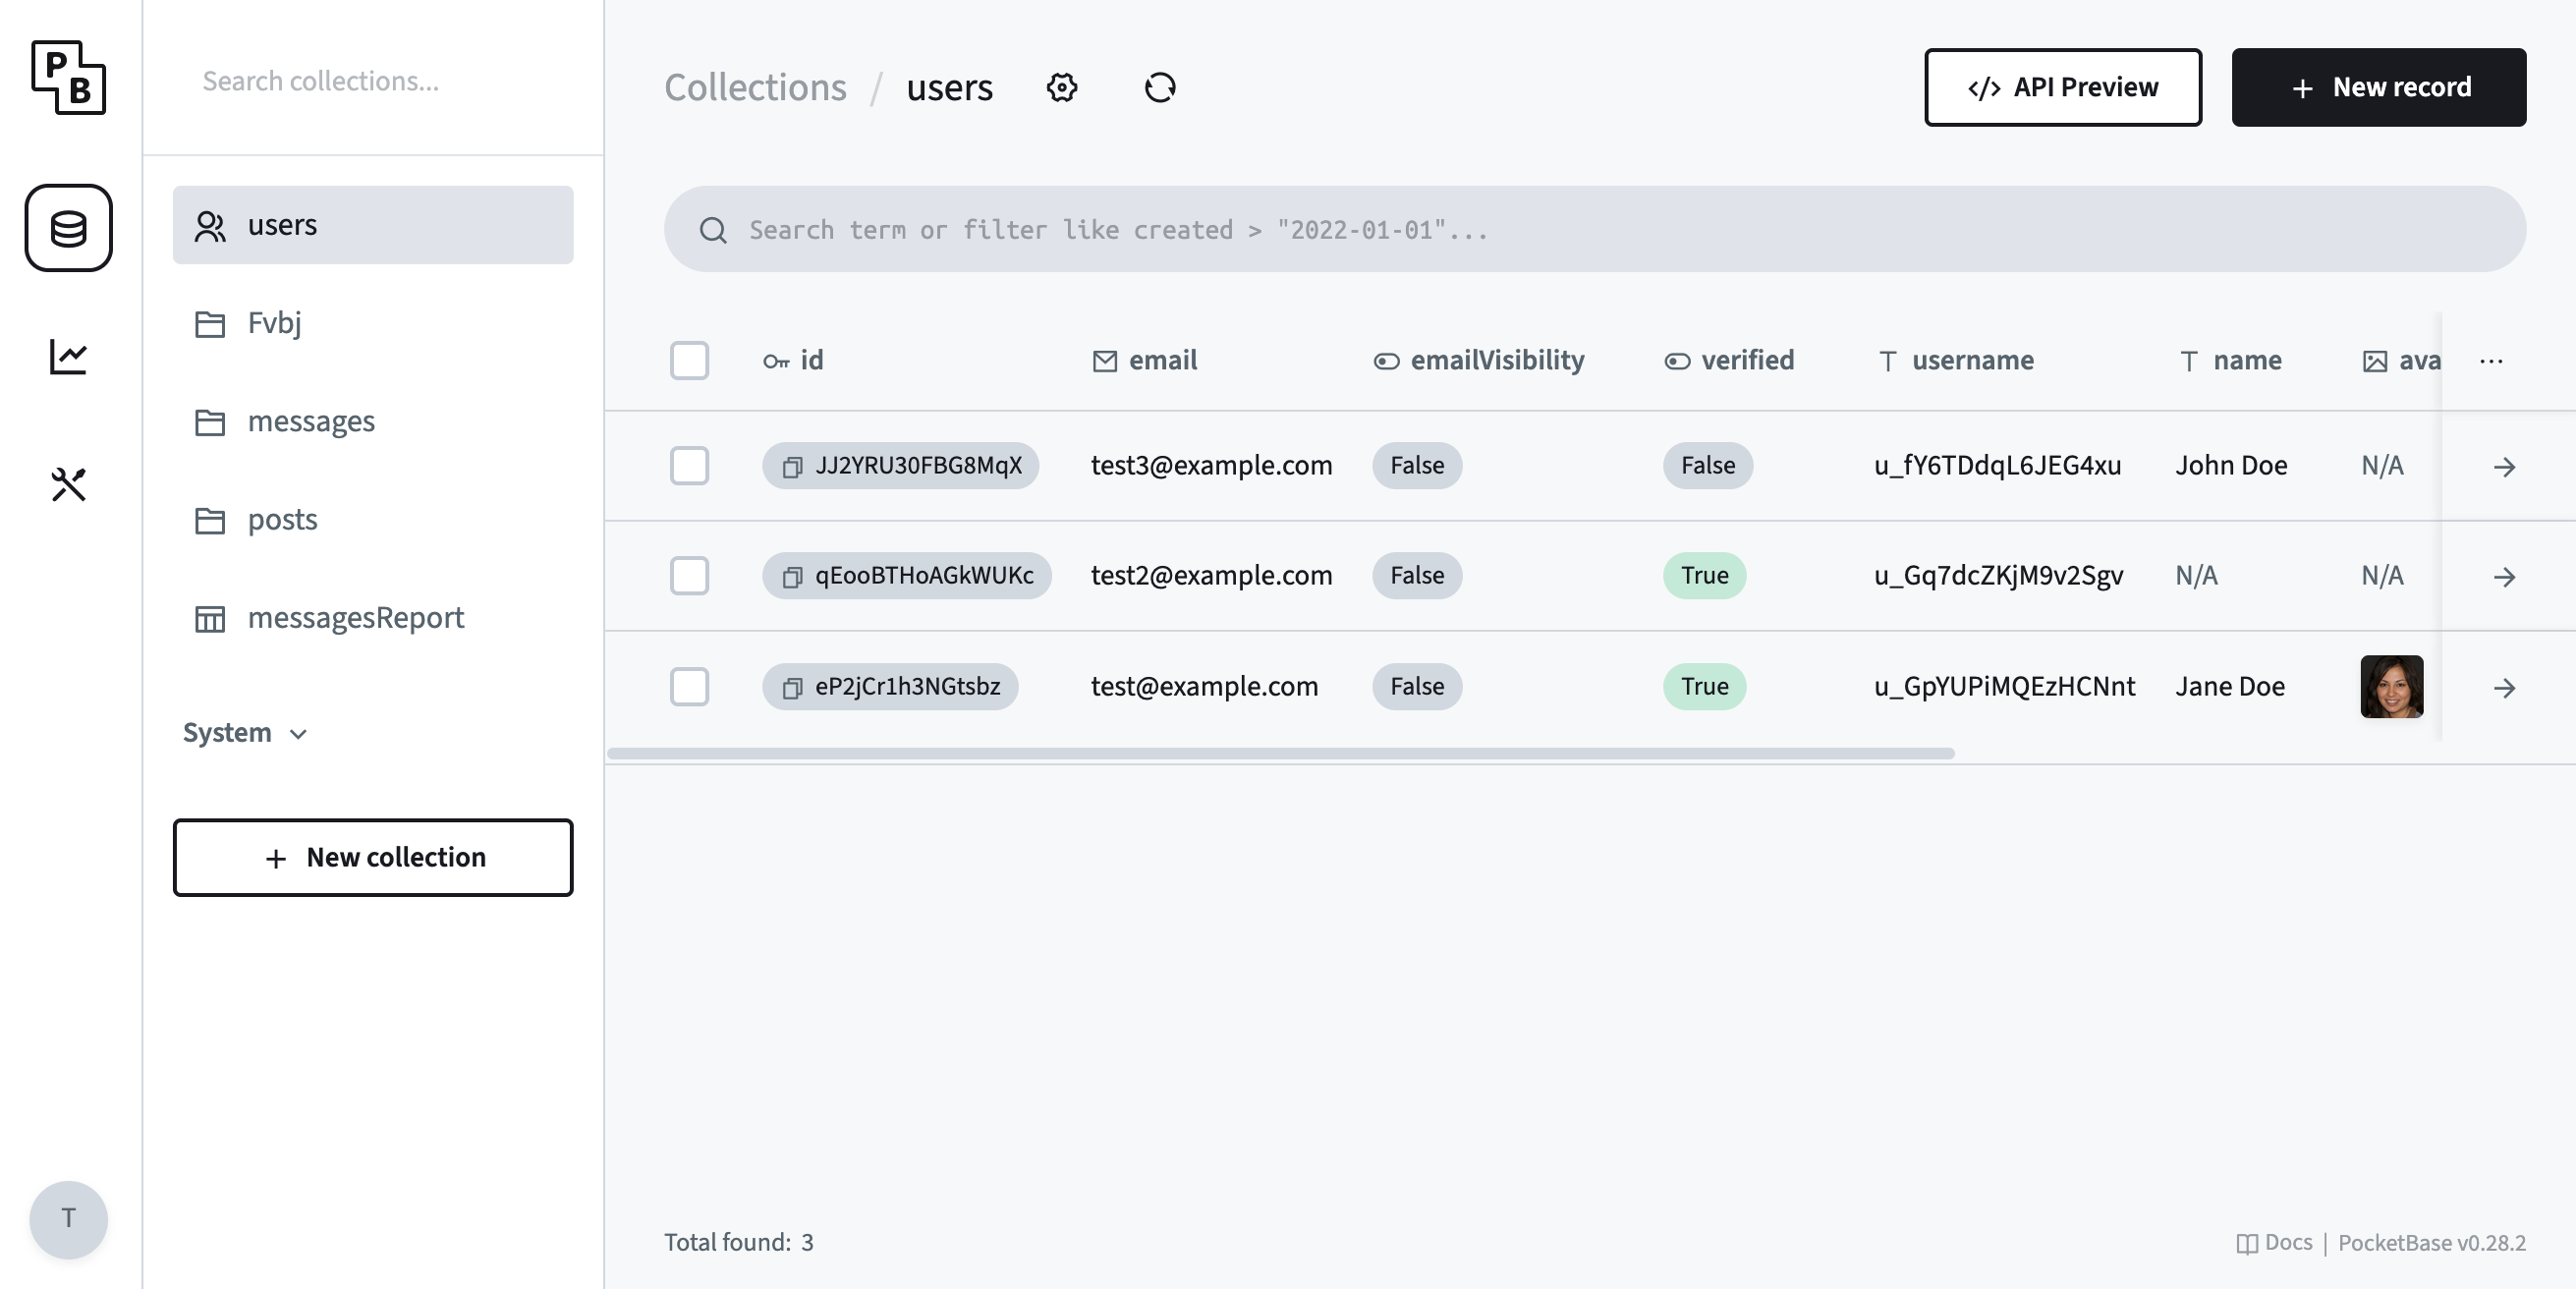 P
B
Search collections...
users
Fvbj
messages
posts
messagesReport
System
+ New collection
T
Collections / users
</> API Preview
+ New record
Search term or filter like created > "2022-01-01"...
id email emailVisibility verified username name ava ...
JJ2YRU30FBG8MqX test3@example.com False False u_fY6TDdqL6JEG4xu John Doe N/A
qEooBTHoAGkWUKc test2@example.com False True u_Gq7dcZKjM9v2Sgv N/A N/A
eP2jCr1h3NGtsbz test@example.com False True u_GpYUPiMQEzHCNnt Jane Doe
Total found: 3
Docs | PocketBase v0.28.2